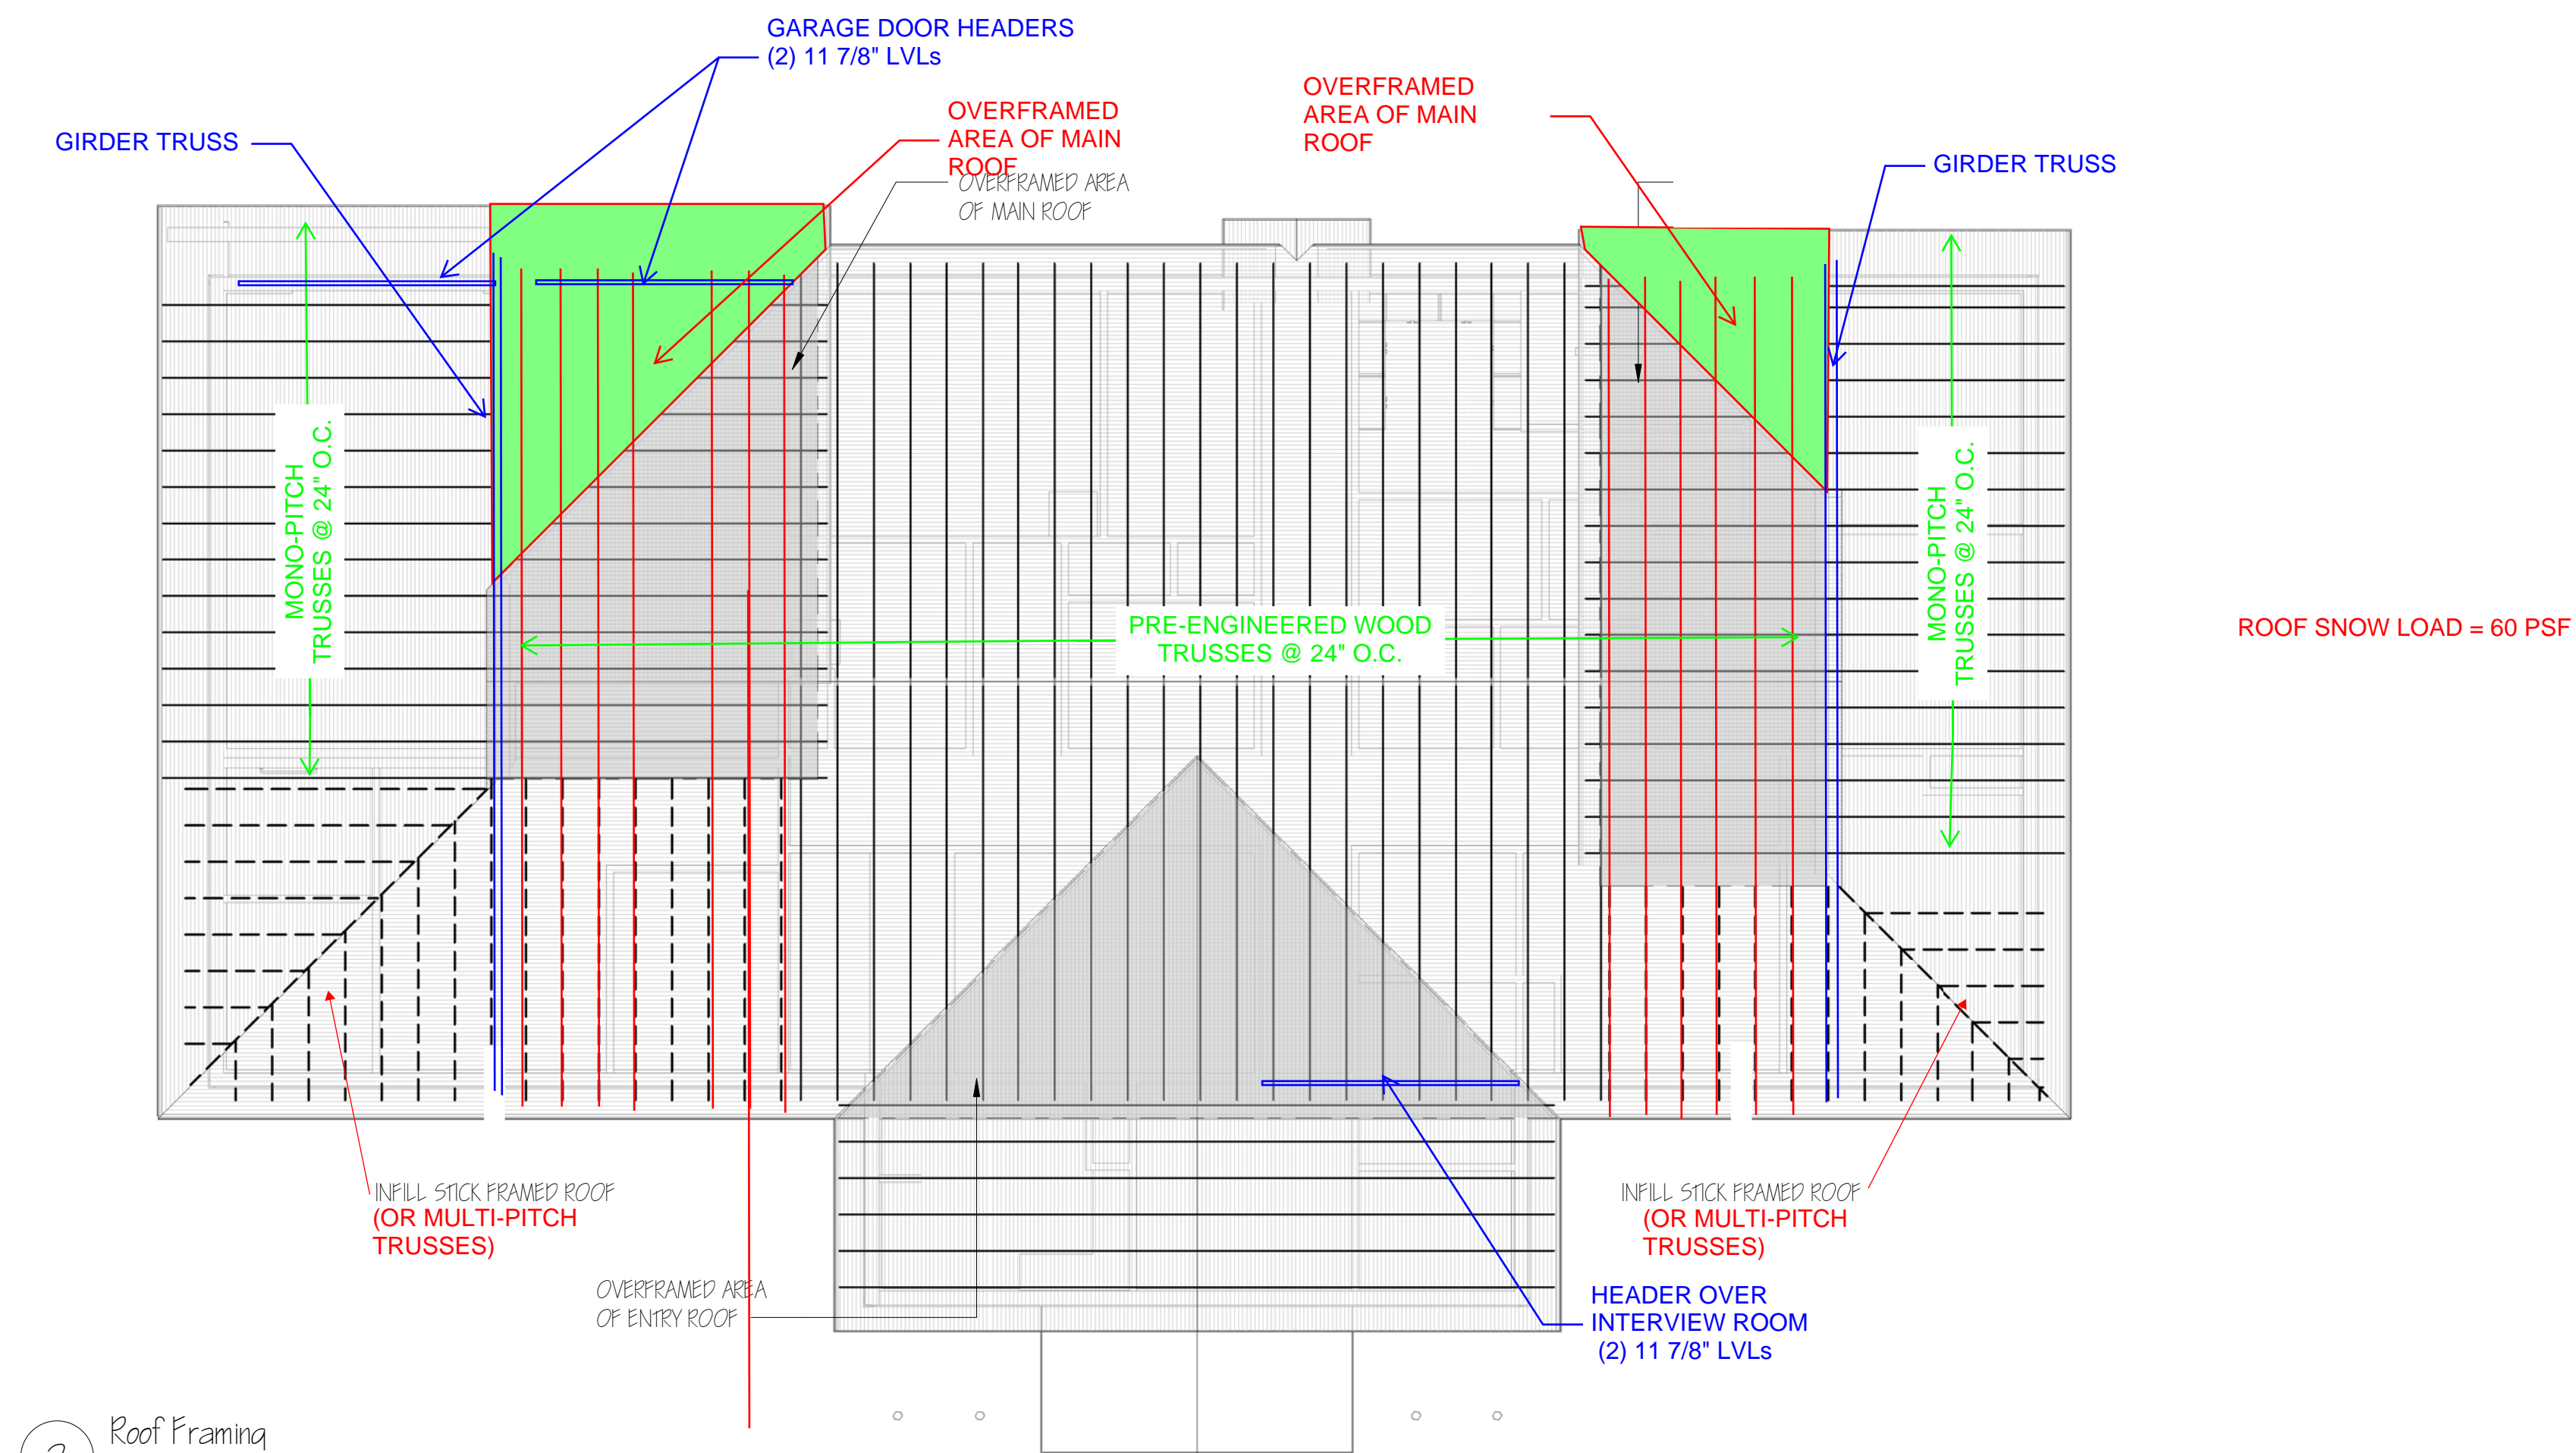 GARAGE DOOR HEADERS
(2) 11 7/8" LVLs
OVERFRAMED
AREA OF MAIN
ROOF
OVERFRAMED
AREA OF MAIN
ROOF
GIRDER TRUSS
GIRDER TRUSS
OVERFRAMED AREA
OF MAIN ROOF
MONO-PITCH
TRUSSES @ 24" O.C.
PRE-ENGINEERED WOOD
TRUSSES @ 24" O.C.
MONO-PITCH
TRUSSES @ 24" O.C.
ROOF SNOW LOAD = 60 PSF
INFILL STICK FRAMED ROOF
(OR MULTI-PITCH
TRUSSES)
INFILL STICK FRAMED ROOF
(OR MULTI-PITCH
TRUSSES)
OVERFRAMED AREA
OF ENTRY ROOF
HEADER OVER
INTERVIEW ROOM
(2) 11 7/8" LVLs
Roof Framing